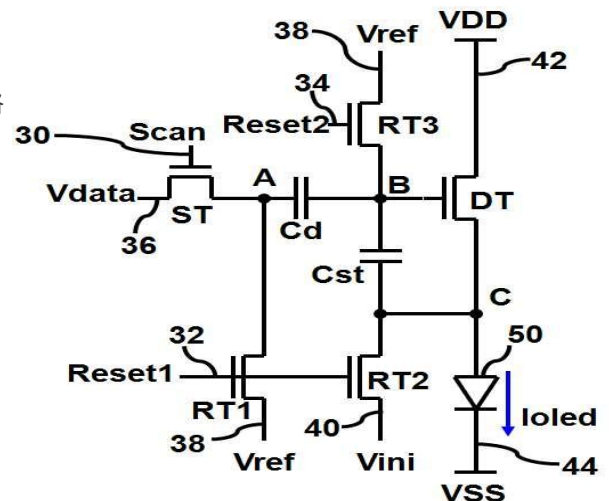 38
Vref
VDD
34
42
Reset2
RT3
30
Scan
A
B
Vdata
ST
DT
36
Cd
Cst
C
32
50
Reset1
RT2
RT1
Ioled
38
40
44
Vref
Vini
VSS